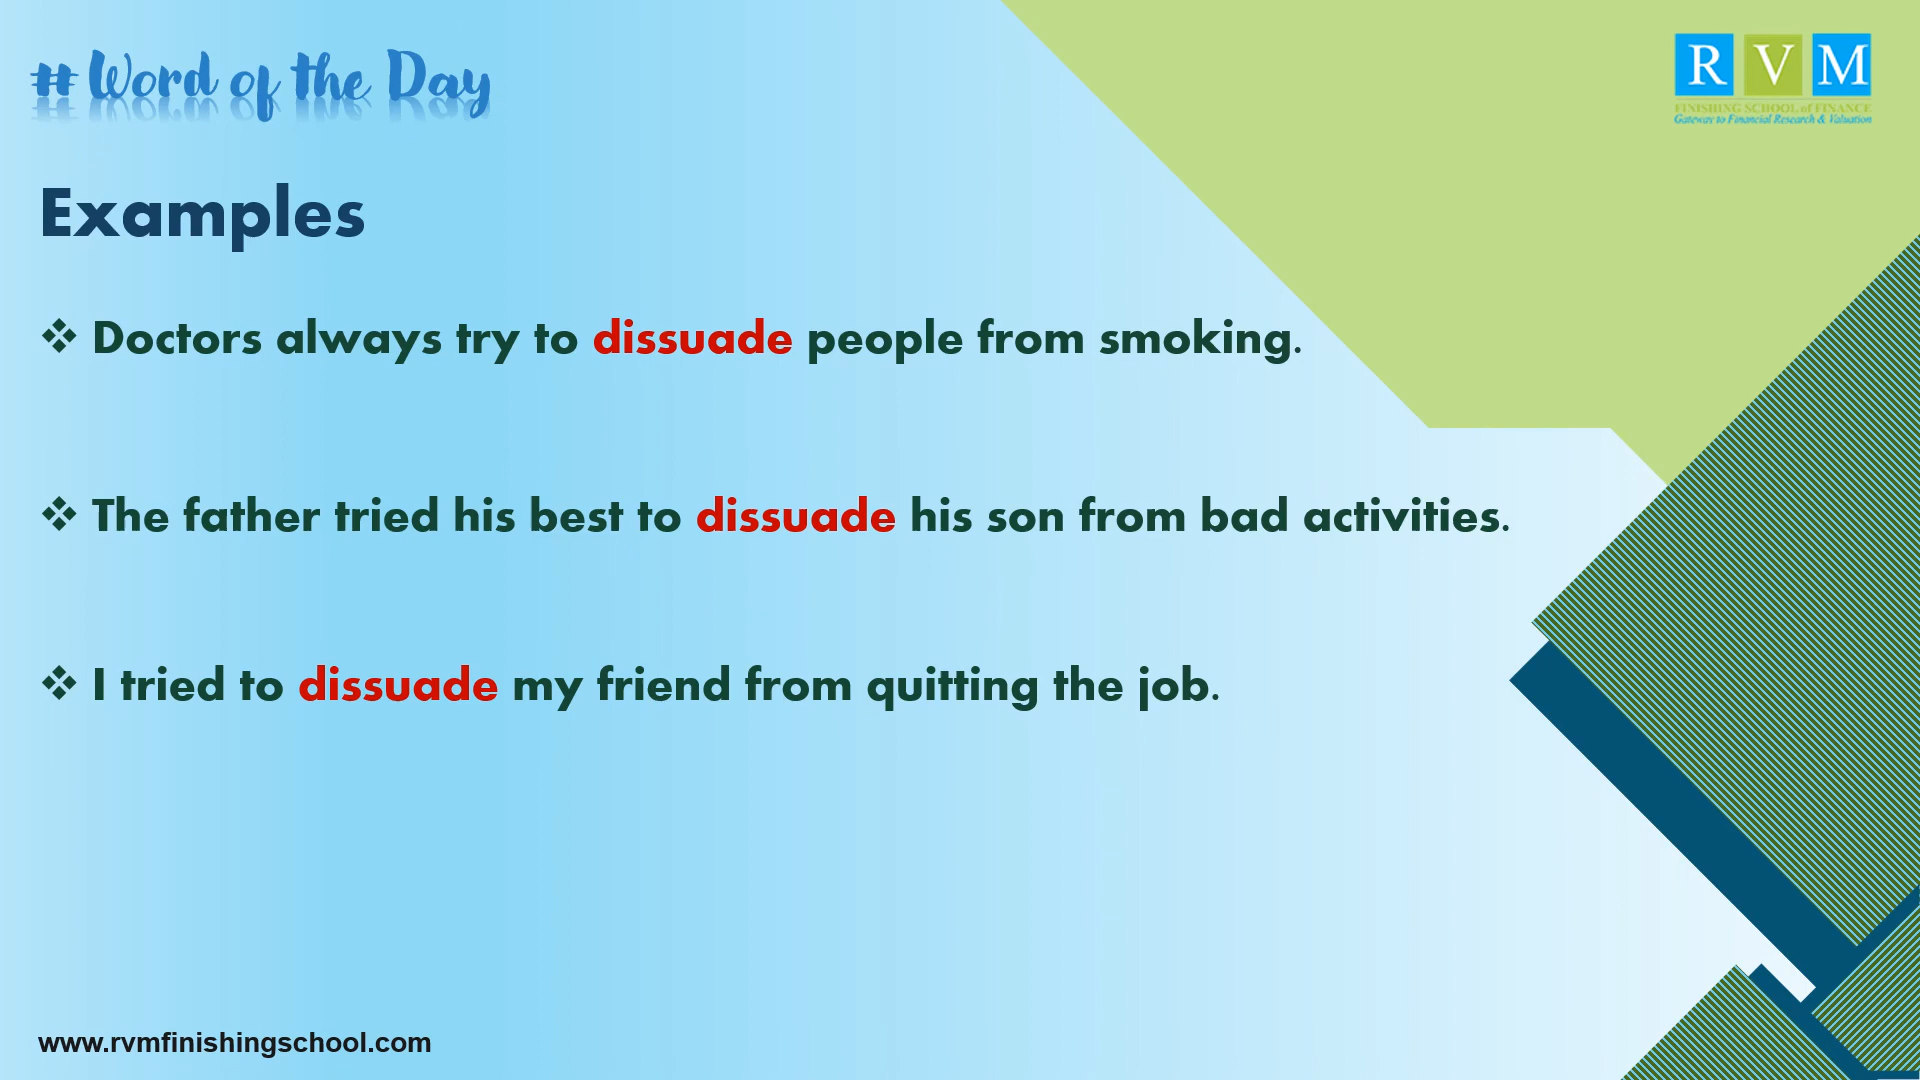 # Word of the Day
R V M
FINISHING SCHOOL of FINANCE
Gateway to Financial Research & Valuation
Examples
❖ Doctors always try to dissuade people from smoking.
❖ The father tried his best to dissuade his son from bad activities.
❖ I tried to dissuade my friend from quitting the job.
www.rvmfinishingschool.com